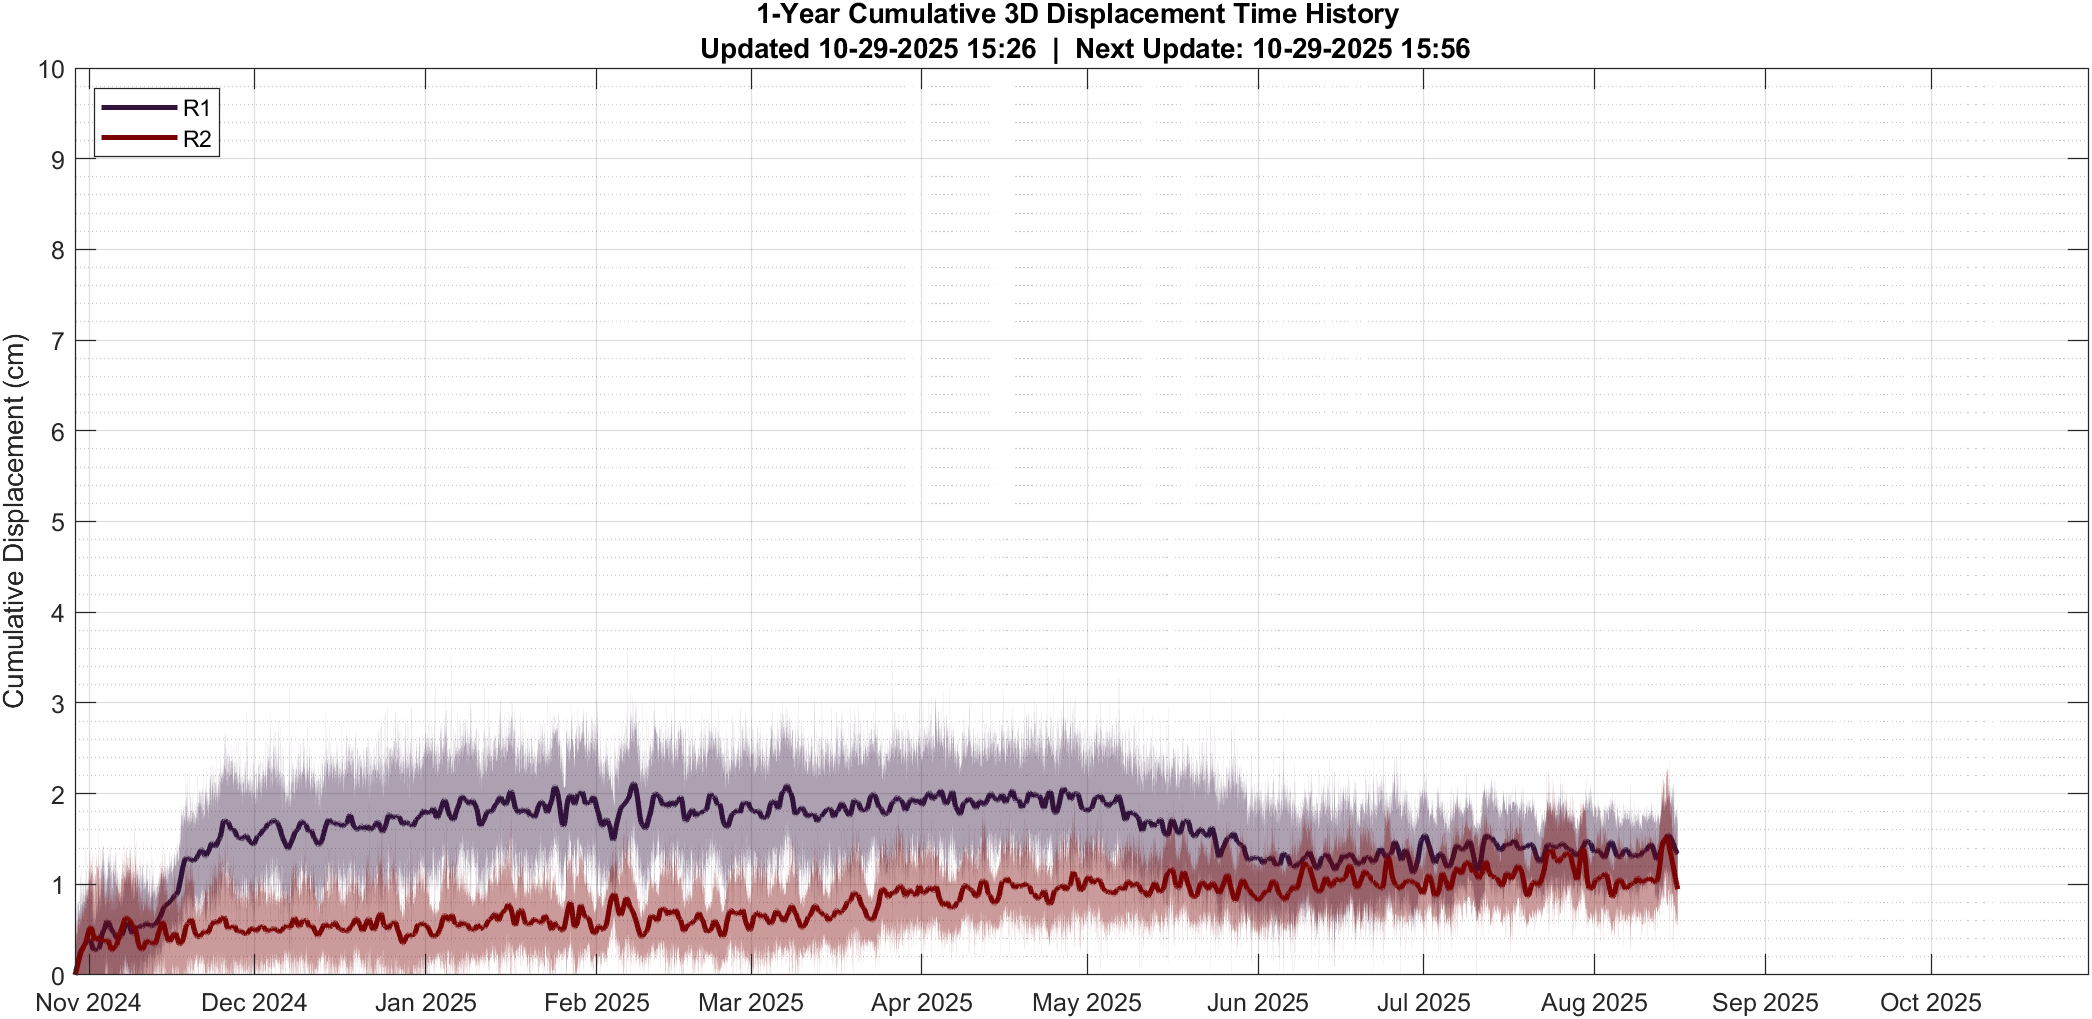 1-Year Cumulative 3D Displacement Time History
Updated 10-29-2025 15:26 | Next Update: 10-29-2025 15:56
R1
R2
Cumulative Displacement (cm)
10
9
8
7
6
5
4
3
2
1
0
Nov 2024 Dec 2024 Jan 2025 Feb 2025 Mar 2025 Apr 2025 May 2025 Jun 2025 Jul 2025 Aug 2025 Sep 2025 Oct 2025